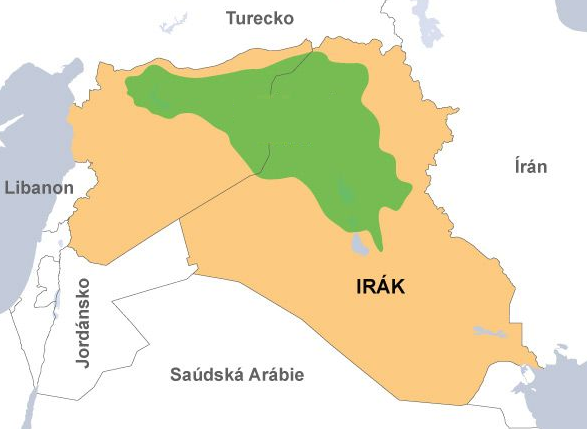 Turecko
Írán
Libanon
IRÁK
Jordánsko
Saúdská Arábie